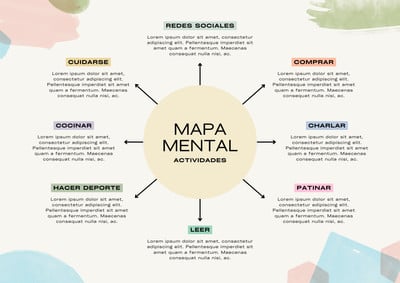 REDES SOCIALES
Lorem ipsum dolor sit amet, consectetur
adipiscing elit. Pellentesque imperdiet sit
amet quam a fermentum. Maecenas
consequat blandit nisi, ac.
CUIDARSE
Lorem ipsum dolor sit amet,
consectetur adipiscing elit.
Pellentesque imperdiet sit amet
quam a fermentum. Maecenas
consequat blandit nisi, ac.
COMPRAR
Lorem ipsum dolor sit amet,
consectetur adipiscing elit.
Pellentesque imperdiet sit amet
quam a fermentum. Maecenas
consequat blandit nisi, ac.
COCINAR
Lorem ipsum dolor sit amet,
consectetur adipiscing elit.
Pellentesque imperdiet sit amet
quam a fermentum. Maecenas
consequat blandit nisi, ac.
MAPA
MENTAL
ACTIVIDADES
CHARLAR
Lorem ipsum dolor sit amet,
consectetur adipiscing elit.
Pellentesque imperdiet sit amet
quam a fermentum. Maecenas
consequat blandit nisi, ac.
HACER DEPORTE
Lorem ipsum dolor sit amet,
consectetur adipiscing elit.
Pellentesque imperdiet sit amet
quam a fermentum. Maecenas
consequat blandit nisi, ac.
PATINAR
Lorem ipsum dolor sit amet,
consectetur adipiscing elit.
Pellentesque imperdiet sit amet
quam a fermentum. Maecenas
consequat blandit nisi, ac.
LEER
Lorem ipsum dolor sit amet, consectetur
adipiscing elit. Pellentesque imperdiet sit
amet quam a fermentum. Maecenas
consequat blandit nisi, ac.